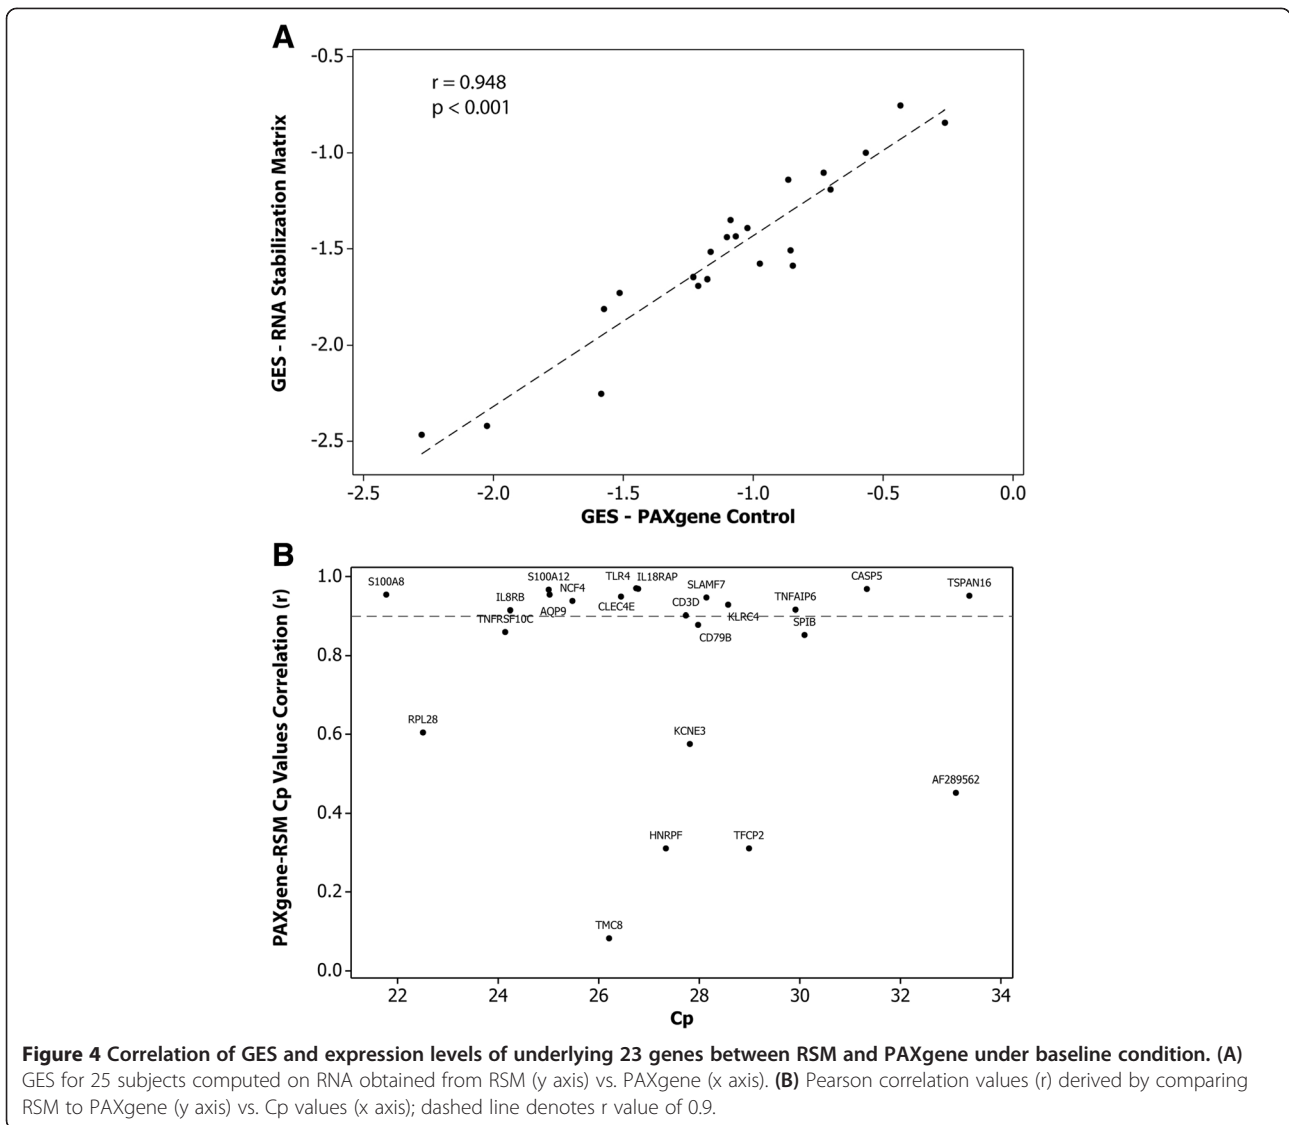 A
-0.5
-1.0
-1.5
-2.0
-2.5
GES - RNA Stabilization Matrix
r = 0.948
p < 0.001
-2.5 -2.0 -1.5 -1.0 -0.5 0.0
GES - PAXgene Control
B
1.0
0.8
0.6
0.4
0.2
0.0
PAXgene-RSM Cp Values Correlation (r)
S100A8
S100A12
TLR4
IL18RAP
SLAMF7
CASP5
TSPAN16
IL8RB
NCF4
CLEC4E
CD3D
TNFAIP6
AQP9
KLRC4
TNFRSF10C
SPIB
CD79B
RPL28
KCNE3
AF289562
HNRPF
TFCP2
TMC8
22 24 26 28 30 32 34
Cp
Figure 4 Correlation of GES and expression levels of underlying 23 genes between RSM and PAXgene under baseline condition. (A)
GES for 25 subjects computed on RNA obtained from RSM (y axis) vs. PAXgene (x axis). (B) Pearson correlation values (r) derived by comparing
RSM to PAXgene (y axis) vs. Cp values (x axis); dashed line denotes r value of 0.9.